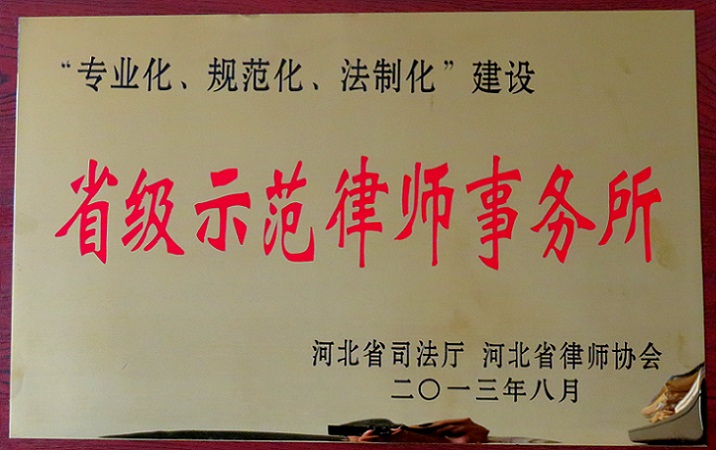 “专业化、规范化、法制化”建设
省级示范律师事务所
河北省司法厅 河北省律师协会
二〇一三年八月